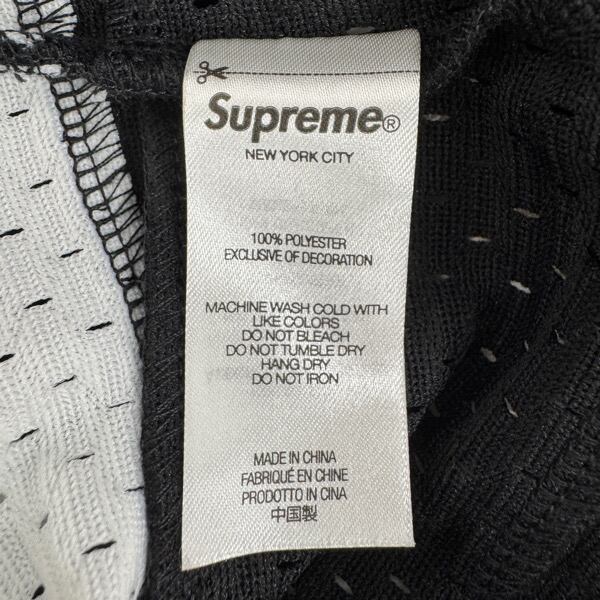 Supreme®
NEW YORK CITY
100% POLYESTER
EXCLUSIVE OF DECORATION
MACHINE WASH COLD WITH
LIKE COLORS
DO NOT BLEACH
DO NOT TUMBLE DRY
HANG DRY
DO NOT IRON
MADE IN CHINA
FABRIQUÉ EN CHINE
PRODOTTO IN CINA
中国製